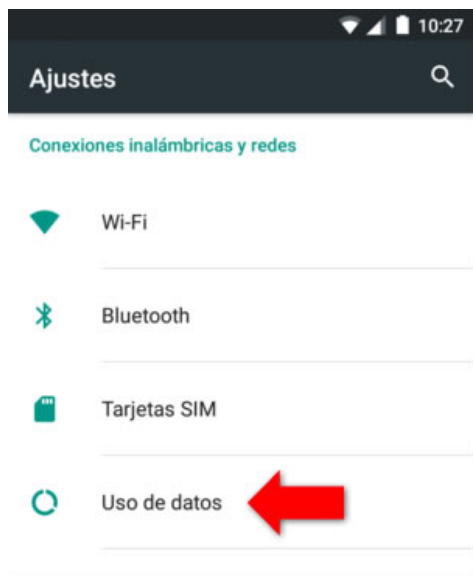 10:27
Ajustes
Conexiones inalámbricas y redes
Wi-Fi
Bluetooth
Tarjetas SIM
Uso de datos